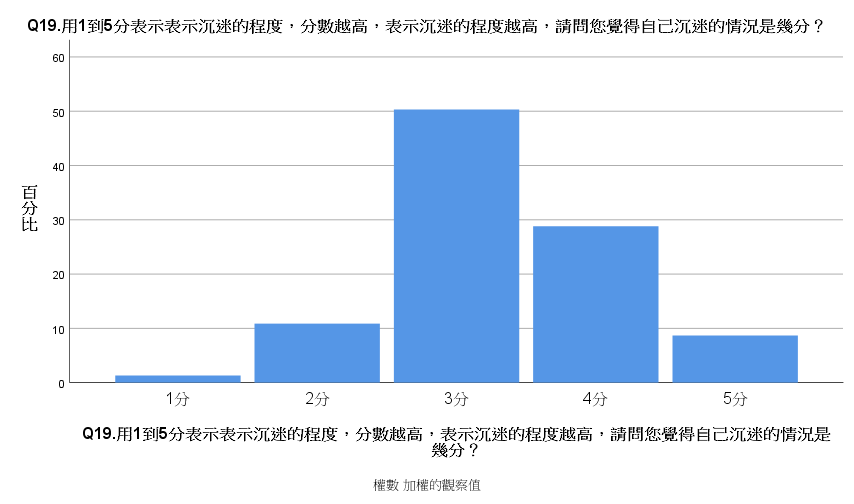 Q19.用1到5分表示表示沉迷的程度，分數越高，表示沉迷的程度越高，請問您覺得自己沉迷的情況是幾分？
60
50
40
30
20
10
0
百分比
1分 2分 3分 4分 5分
Q19.用1到5分表示表示沉迷的程度，分數越高，表示沉迷的程度越高，請問您覺得自己沉迷的情況是
幾分？
權數 加權的觀察值